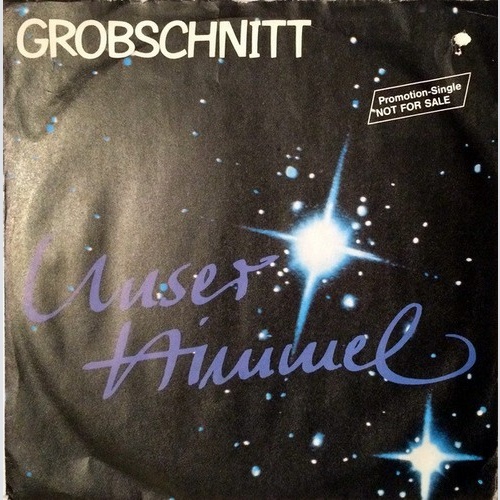 GROBSCHNITT
Promotion-Single
NOT FOR SALE
Unser
Himmel